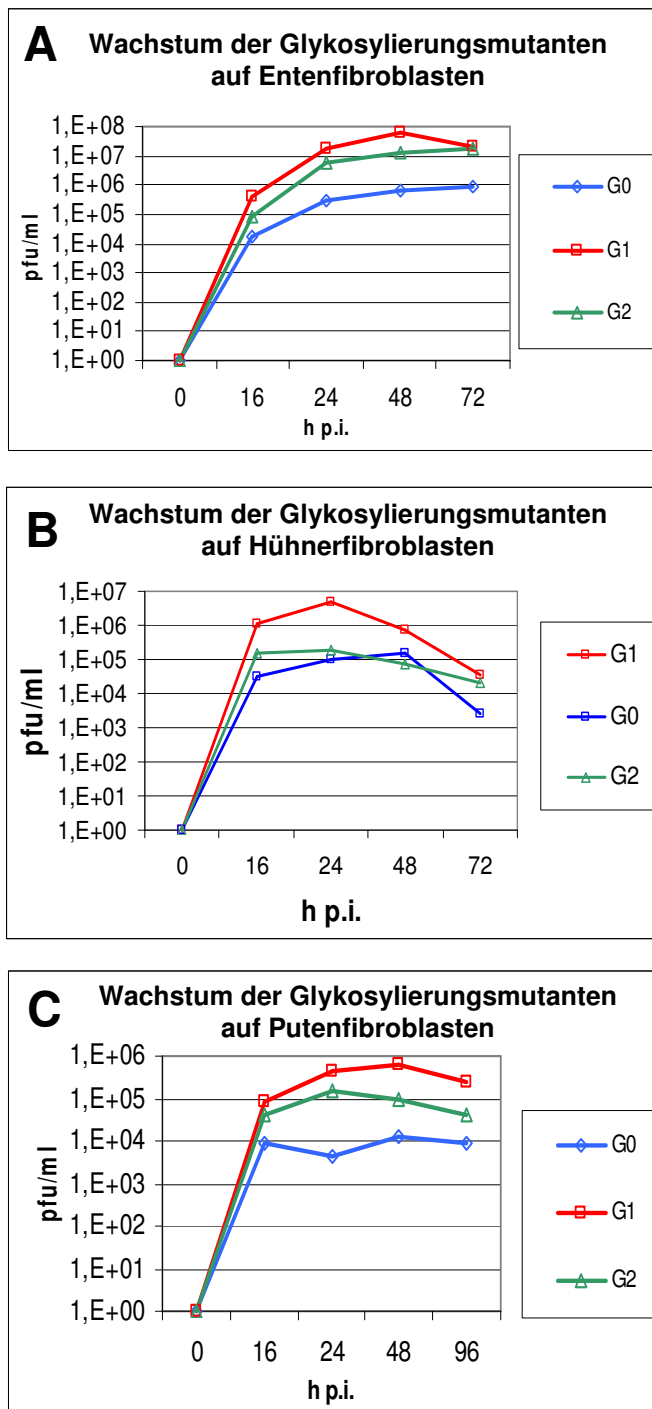 A
Wachstum der Glykosylierungsmutanten
auf Entenfibroblasten
1,E+08
1,E+07
1,E+06
1,E+05
1,E+04
1,E+03
1,E+02
1,E+01
1,E+00
pfu/ml
0 16 24 48 72
h p.i.
G0
G1
G2
B
Wachstum der Glykosylierungsmutanten
auf Hühnerfibroblasten
1,E+07
1,E+06
1,E+05
1,E+04
1,E+03
1,E+02
1,E+01
1,E+00
pfu/ml
0 16 24 48 72
h p.i.
G1
G0
G2
C
Wachstum der Glykosylierungsmutanten
auf Putenfibroblasten
1,E+06
1,E+05
1,E+04
1,E+03
1,E+02
1,E+01
1,E+00
pfu/ml
0 16 24 48 96
h p.i.
G0
G1
G2